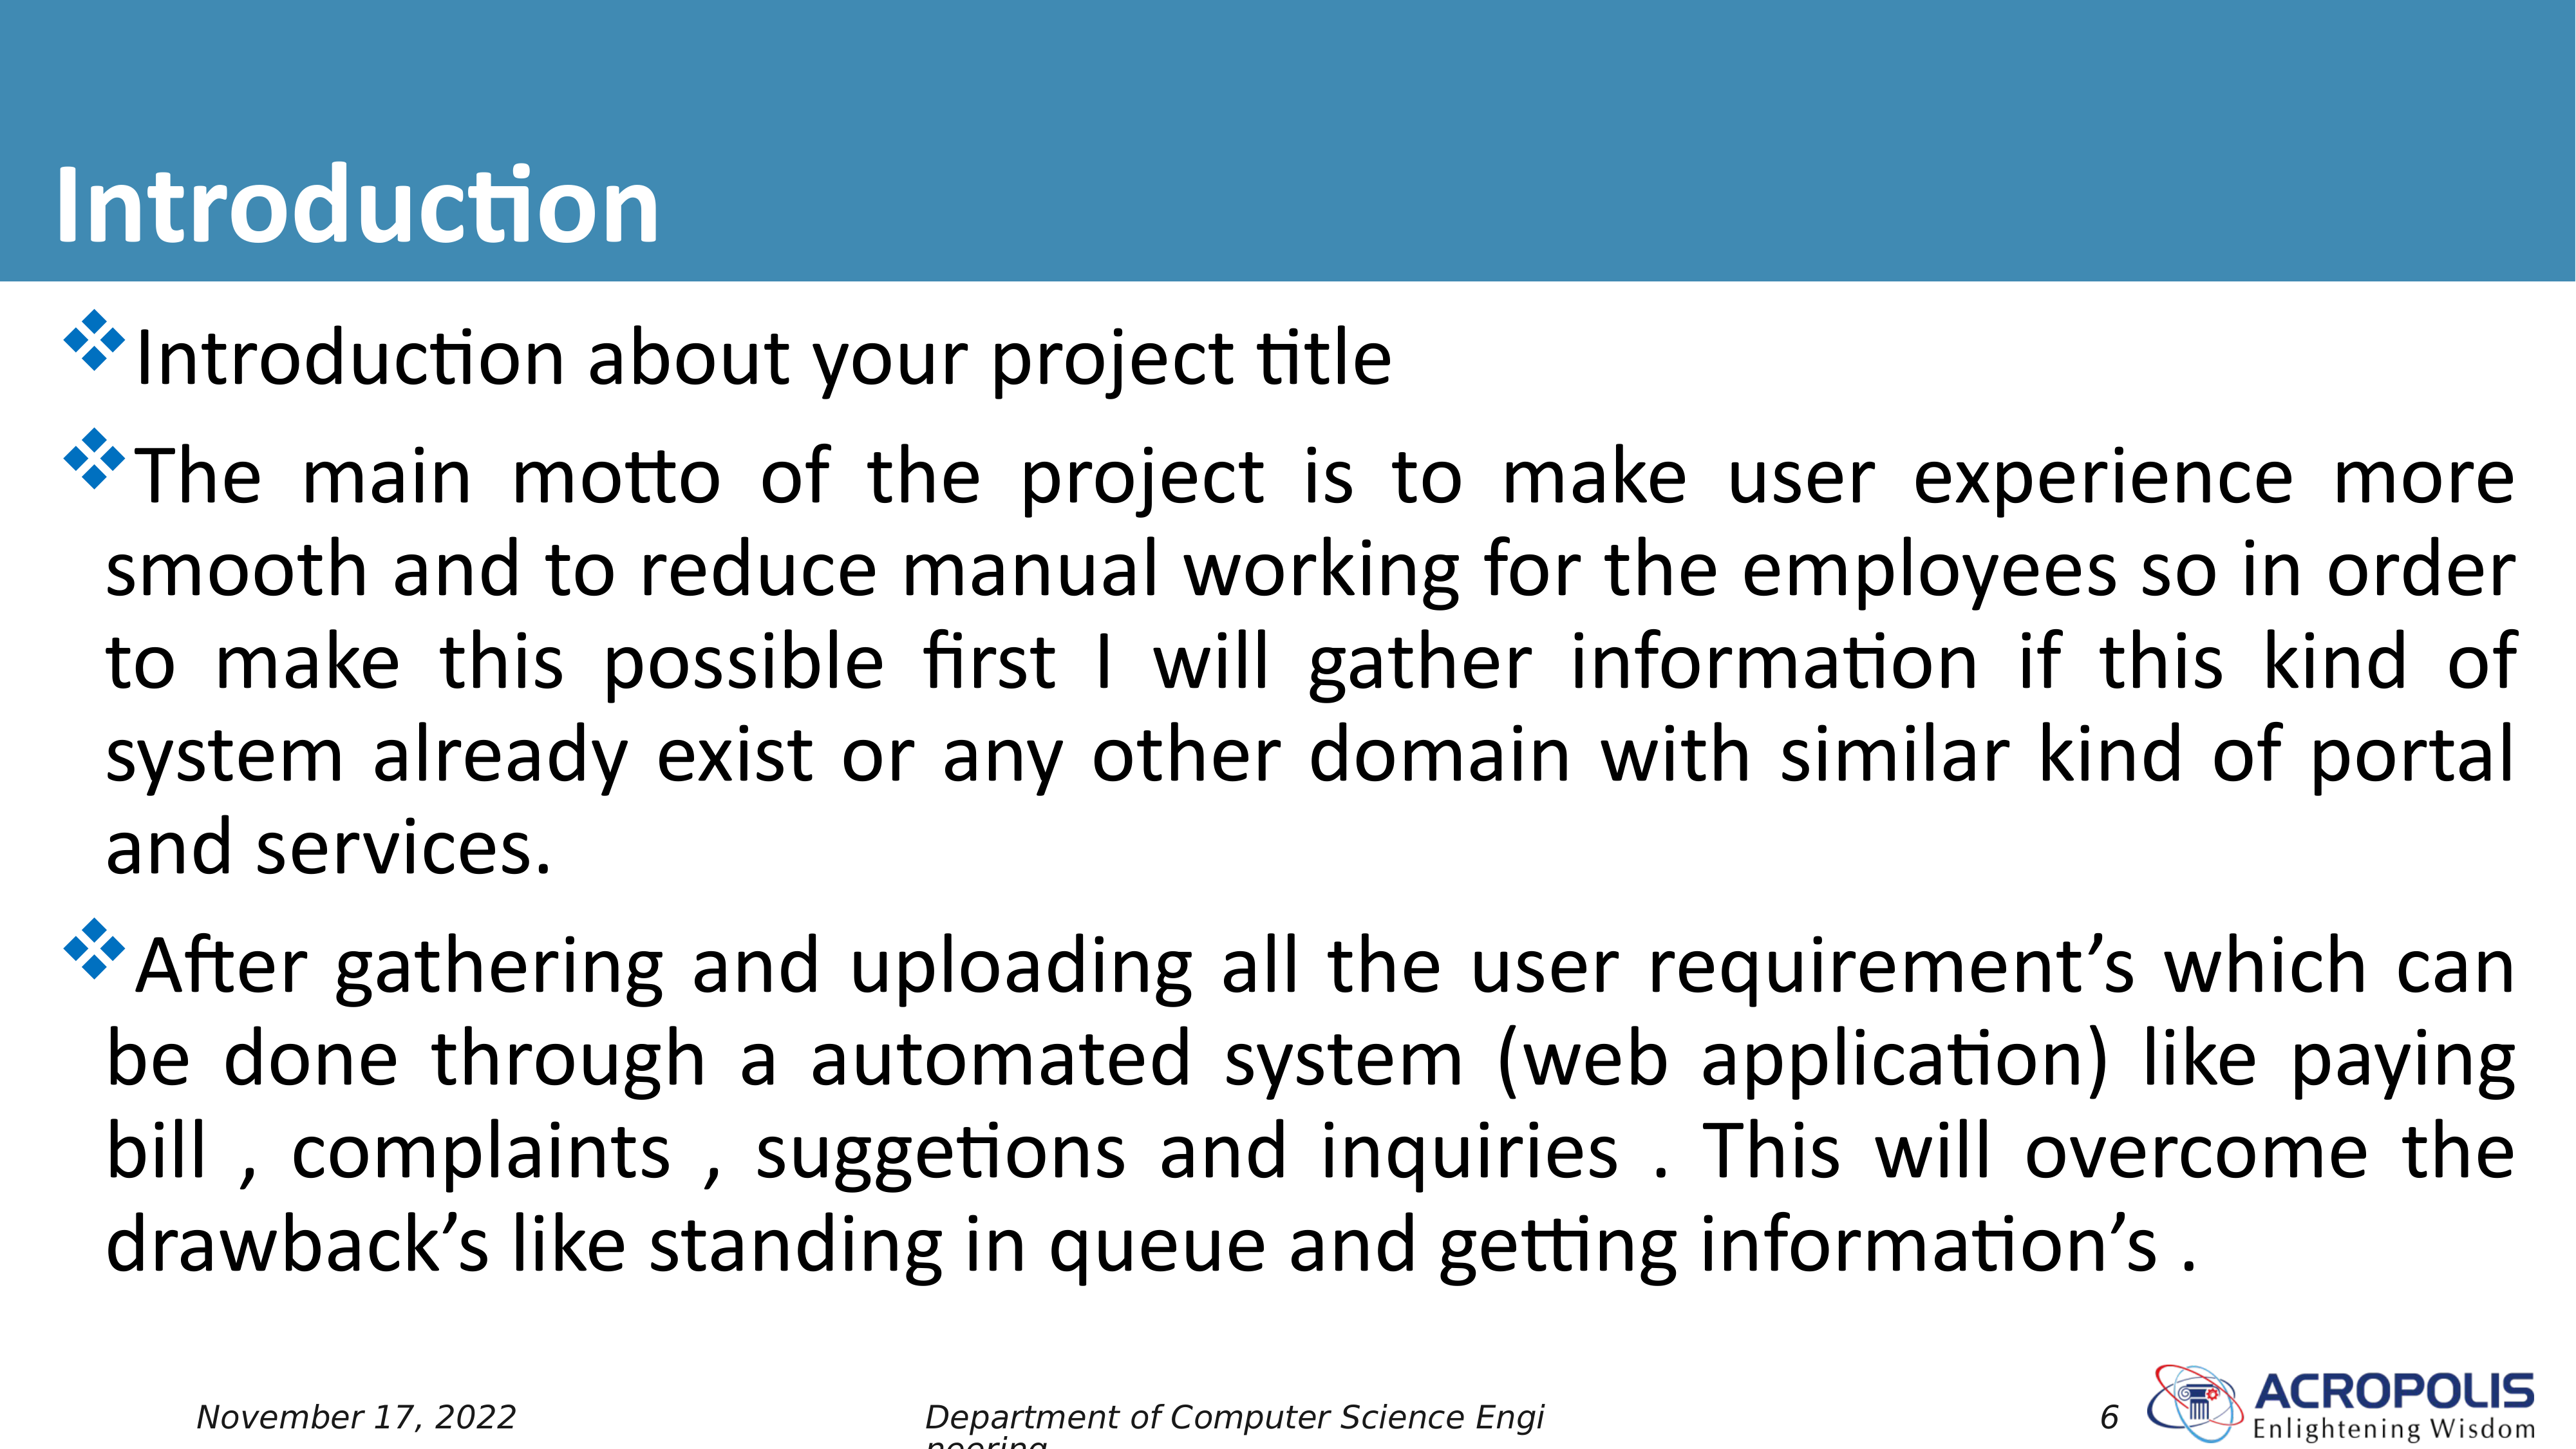 Introduction
❖Introduction about your project title
❖The main motto of the project is to make user experience more
smooth and to reduce manual working for the employees so in order
to make this possible first I will gather information if this kind of
system already exist or any other domain with similar kind of portal
and services.
❖After gathering and uploading all the user requirement’s which can
be done through a automated system (web application) like paying
bill , complaints , suggetions and inquiries . This will overcome the
drawback’s like standing in queue and getting information’s .
November 17, 2022
Department of Computer Science Engi
neering
6
ACROPOLIS
Enlightening Wisdom